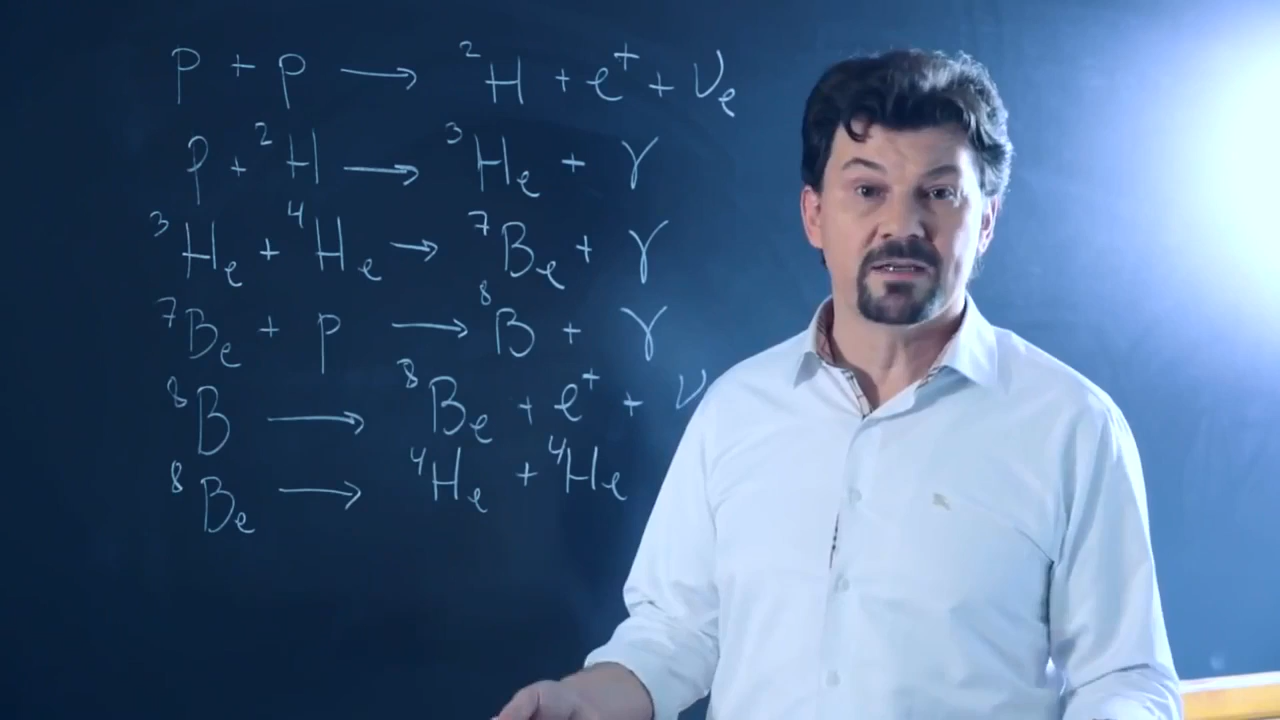 p + p → ²H + e⁺ + νₑ
p + ²H → ³He + γ
³He + ⁴He → ⁷Be + γ
⁷Be + p → ⁸B + γ
⁸B → ⁸Be + e⁺ + ν
⁸Be → ⁴He + ⁴He